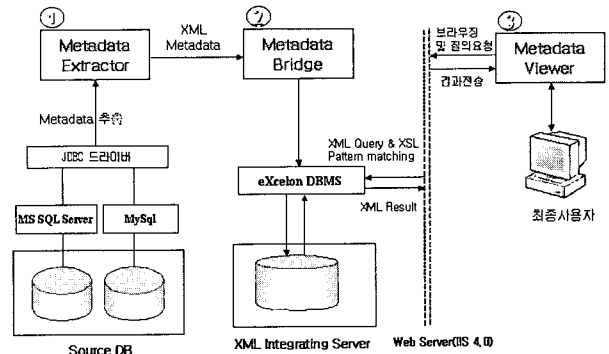 ①
Metadata
Extractor
XML
Metadata
②
Metadata
Bridge
브라우징
및 질의요청
결과전송
③
Metadata
Viewer
Metadata 추출
JDBC 드라이버
MS SQL Server
MySql
XML Query & XSL
Pattern matching
eXcelon DBMS
XML Result
최종사용자
Source DB
XML Integrating Server
Web Server(IIS 4.0)